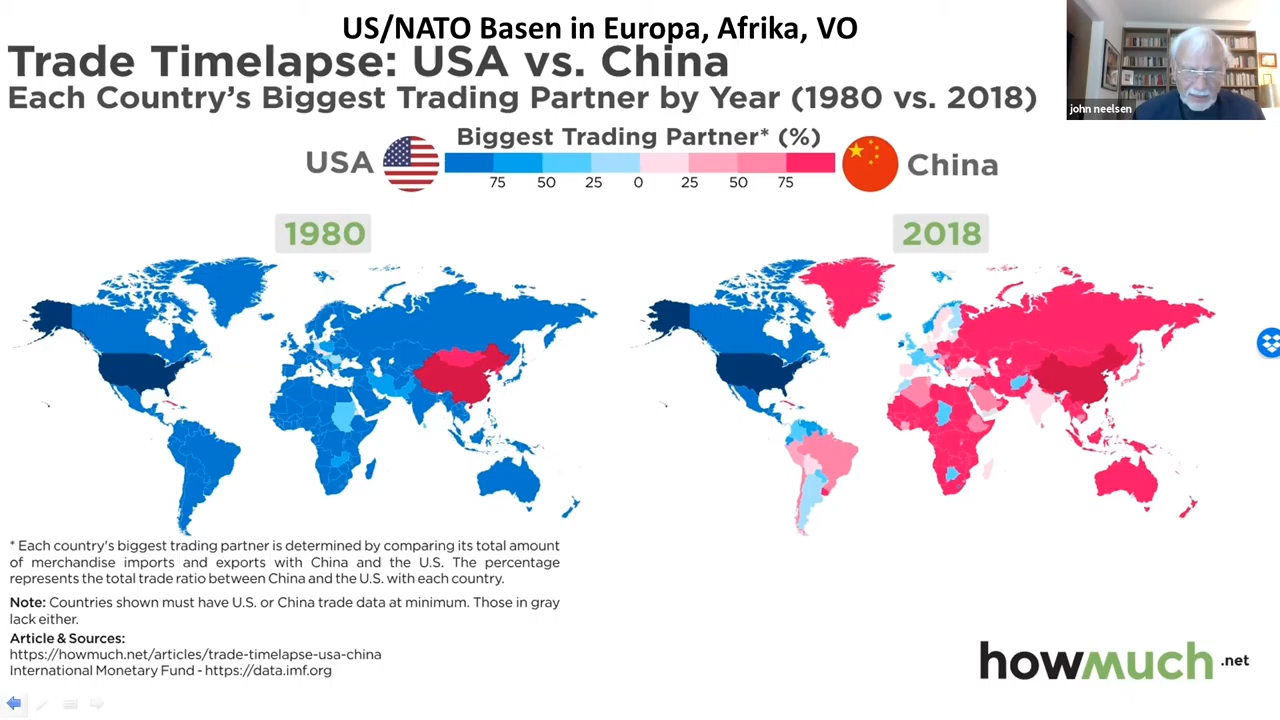 US/NATO Basen in Europa, Afrika, VO
Trade Timelapse: USA vs. China
Each Country's Biggest Trading Partner by Year (1980 vs. 2018)
john neelsen
Biggest Trading Partner* (%)
USA
China
75 50 25 0 25 50 75
1980
2018
* Each country's biggest trading partner is determined by comparing its total amount
of merchandise imports and exports with China and the U.S. The percentage
represents the total trade ratio between China and the U.S. with each country.
Note: Countries shown must have U.S. or China trade data at minimum. Those in gray
lack either.
Article & Sources:
https://howmuch.net/articles/trade-timelapse-usa-china
International Monetary Fund - https://data.imf.org
howmuch.net